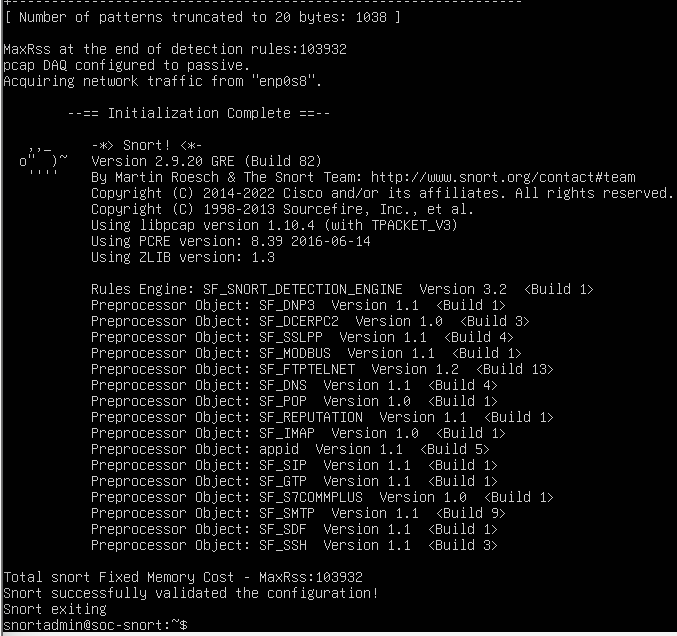 +-----------------------------------------------------------------
[ Number of patterns truncated to 20 bytes: 1038 ]
MaxRss at the end of detection rules:103932
pcap DAQ configured to passive.
Acquiring network traffic from "enp0s8".
--== Initialization Complete ==--
,,_ -*> Snort! <*-
o" )~ Version 2.9.20 GRE (Build 82)
'''' By Martin Roesch & The Snort Team: http://www.snort.org/contact#team
Copyright (C) 2014-2022 Cisco and/or its affiliates. All rights reserved.
Copyright (C) 1998-2013 Sourcefire, Inc., et al.
Using libpcap version 1.10.4 (with TPACKET_V3)
Using PCRE version: 8.39 2016-06-14
Using ZLIB version: 1.3
Rules Engine: SF_SNORT_DETECTION_ENGINE Version 3.2 <Build 1>
Preprocessor Object: SF_DNP3 Version 1.1 <Build 1>
Preprocessor Object: SF_DCERPC2 Version 1.0 <Build 3>
Preprocessor Object: SF_SSLPP Version 1.1 <Build 4>
Preprocessor Object: SF_MODBUS Version 1.1 <Build 1>
Preprocessor Object: SF_FTPTELNET Version 1.2 <Build 13>
Preprocessor Object: SF_DNS Version 1.1 <Build 4>
Preprocessor Object: SF_POP Version 1.0 <Build 1>
Preprocessor Object: SF_REPUTATION Version 1.1 <Build 1>
Preprocessor Object: SF_IMAP Version 1.0 <Build 1>
Preprocessor Object: appid Version 1.1 <Build 5>
Preprocessor Object: SF_SIP Version 1.1 <Build 1>
Preprocessor Object: SF_GTP Version 1.1 <Build 1>
Preprocessor Object: SF_S7COMMPLUS Version 1.0 <Build 1>
Preprocessor Object: SF_SMTP Version 1.1 <Build 9>
Preprocessor Object: SF_SDF Version 1.1 <Build 1>
Preprocessor Object: SF_SSH Version 1.1 <Build 3>
Total snort Fixed Memory Cost - MaxRss:103932
Snort successfully validated the configuration!
Snort exiting
snortadmin@soc-snort:~$